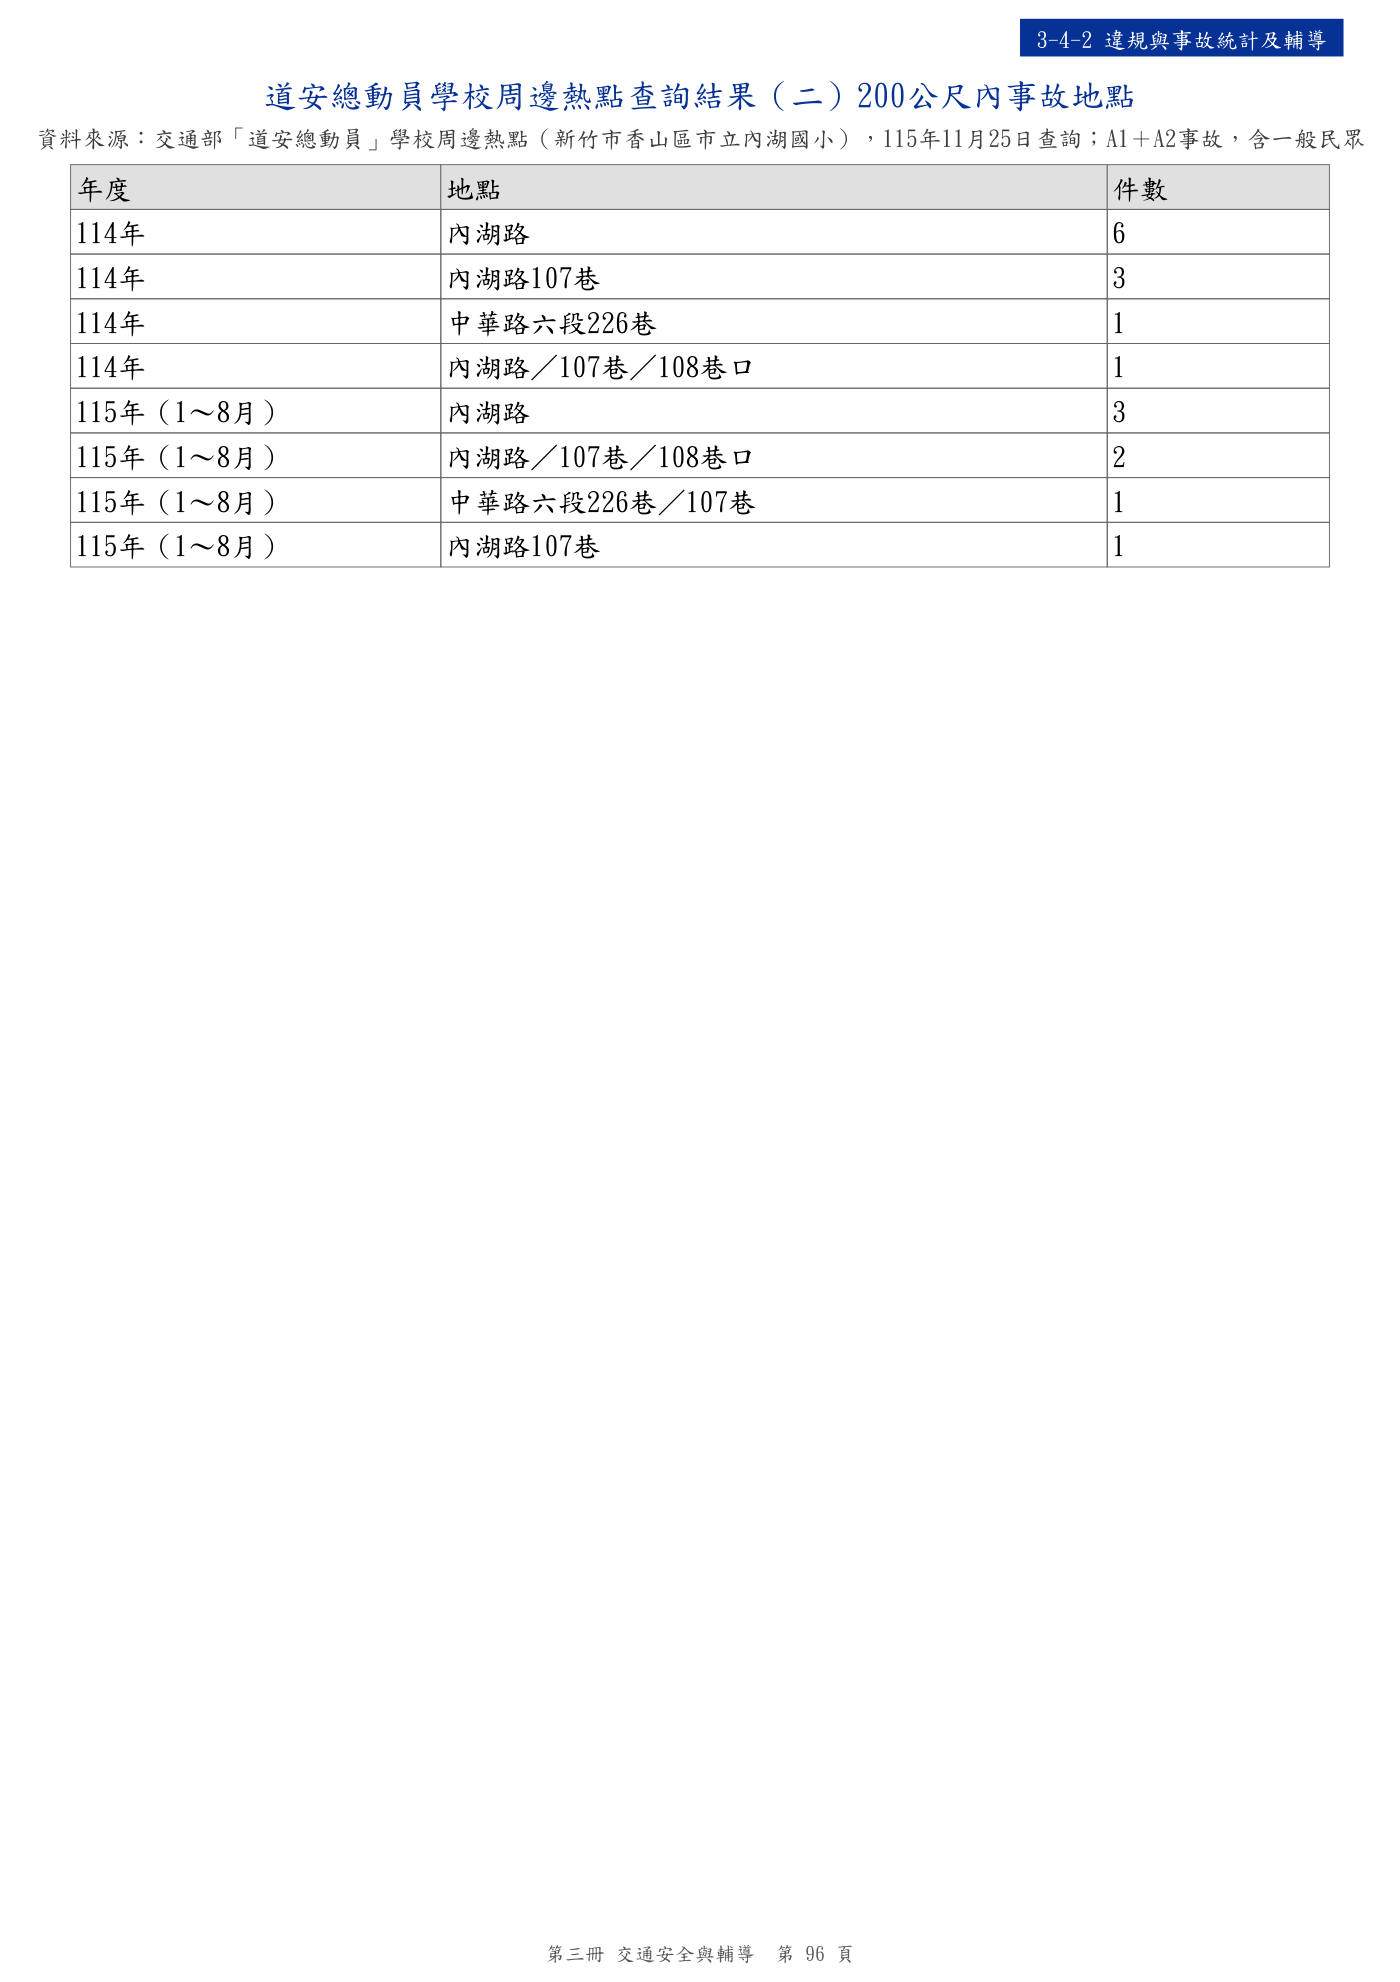 3-4-2 違規與事故統計及輔導
道安總動員學校周邊熱點查詢結果（二）200公尺內事故地點
資料來源：交通部「道安總動員」學校周邊熱點（新竹市香山區市立內湖國小），115年11月25日查詢；A1＋A2事故，含一般民眾
年度 地點 件數
114年 內湖路 6
114年 內湖路107巷 3
114年 中華路六段226巷 1
114年 內湖路／107巷／108巷口 1
115年（1～8月） 內湖路 3
115年（1～8月） 內湖路／107巷／108巷口 2
115年（1～8月） 中華路六段226巷／107巷 1
115年（1～8月） 內湖路107巷 1
第三冊 交通安全與輔導 第 96 頁